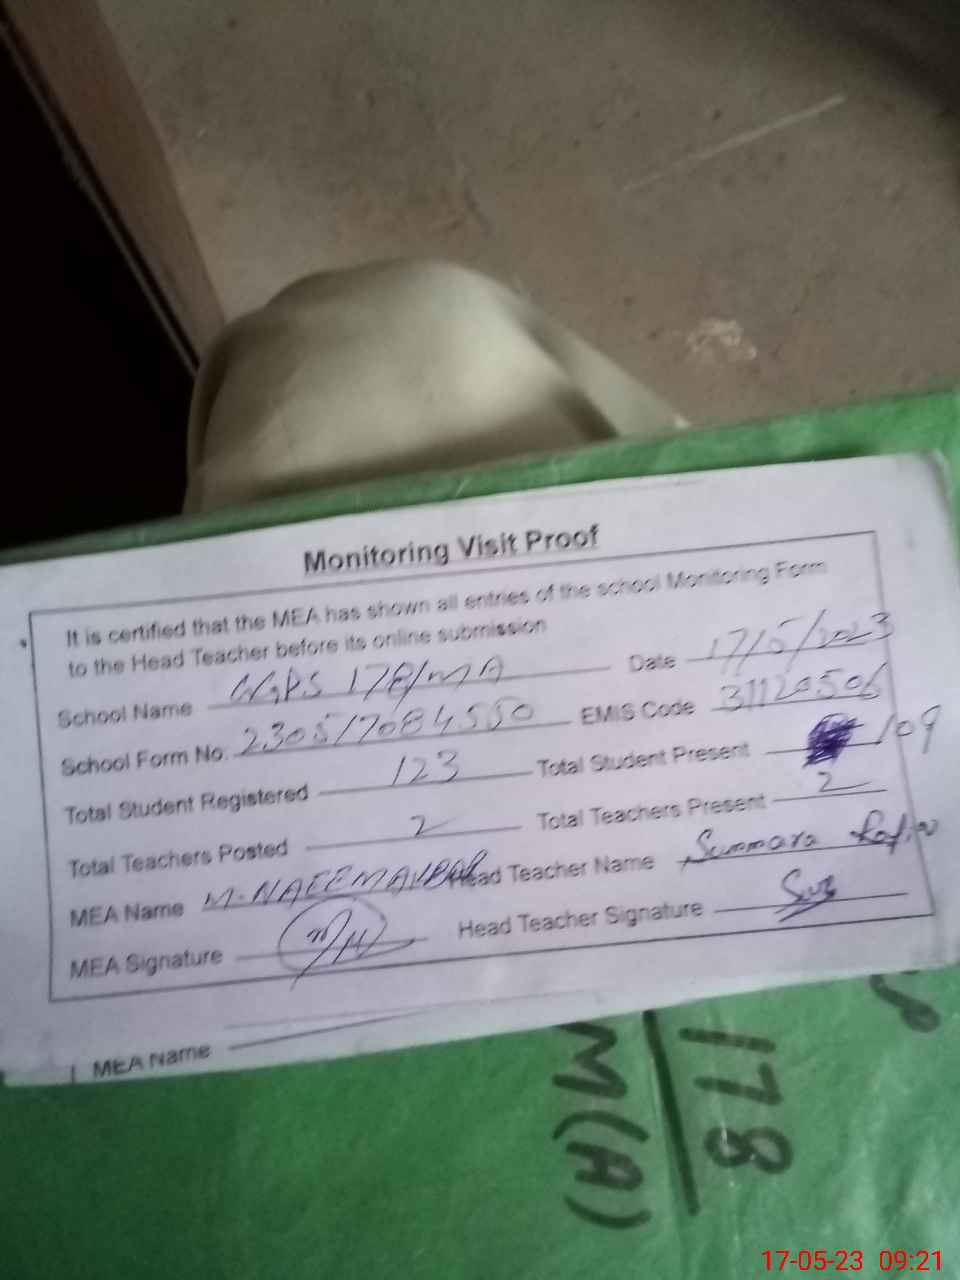 Monitoring Visit Proof
It is certified that the MEA has shown all entries of the school Monitoring Form
to the Head Teacher before its online submission
School Name GGPS 178/M A Date 17/5/2023
School Form No. EMIS Code 31120506
Total Student Registered 123 Total Student Present 109
Total Teachers Posted 2 Total Teachers Present 2
MEA Name M. NAEEM Head Teacher Name Summara
MEA Signature Head Teacher Signature
MEA Name
178
M(A)
17-05-23 09:21